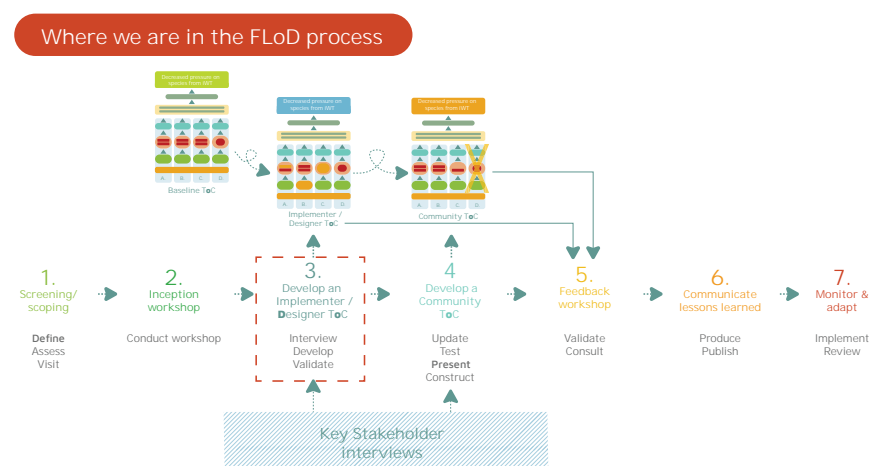 Where we are in the FLoD process
Decreased pressure on
species from IWT
Baseline ToC
Decreased pressure on
species from IWT
A B C D
Implementer /
Designer ToC
Decreased pressure on
species from IWT
A B C D
Community ToC
A B C D
1.
Screening/
scoping
Define
Assess
Visit
2.
Inception
workshop
Conduct workshop
3.
Develop an
Implementer /
Designer ToC
Interview
Develop
Validate
4
Develop a
Community
ToC
Update
Test
Present
Construct
5.
Feedback
workshop
Validate
Consult
6.
Communicate
lessons learned
Produce
Publish
7.
Monitor &
adapt
Implement
Review
Key Stakeholder
interviews